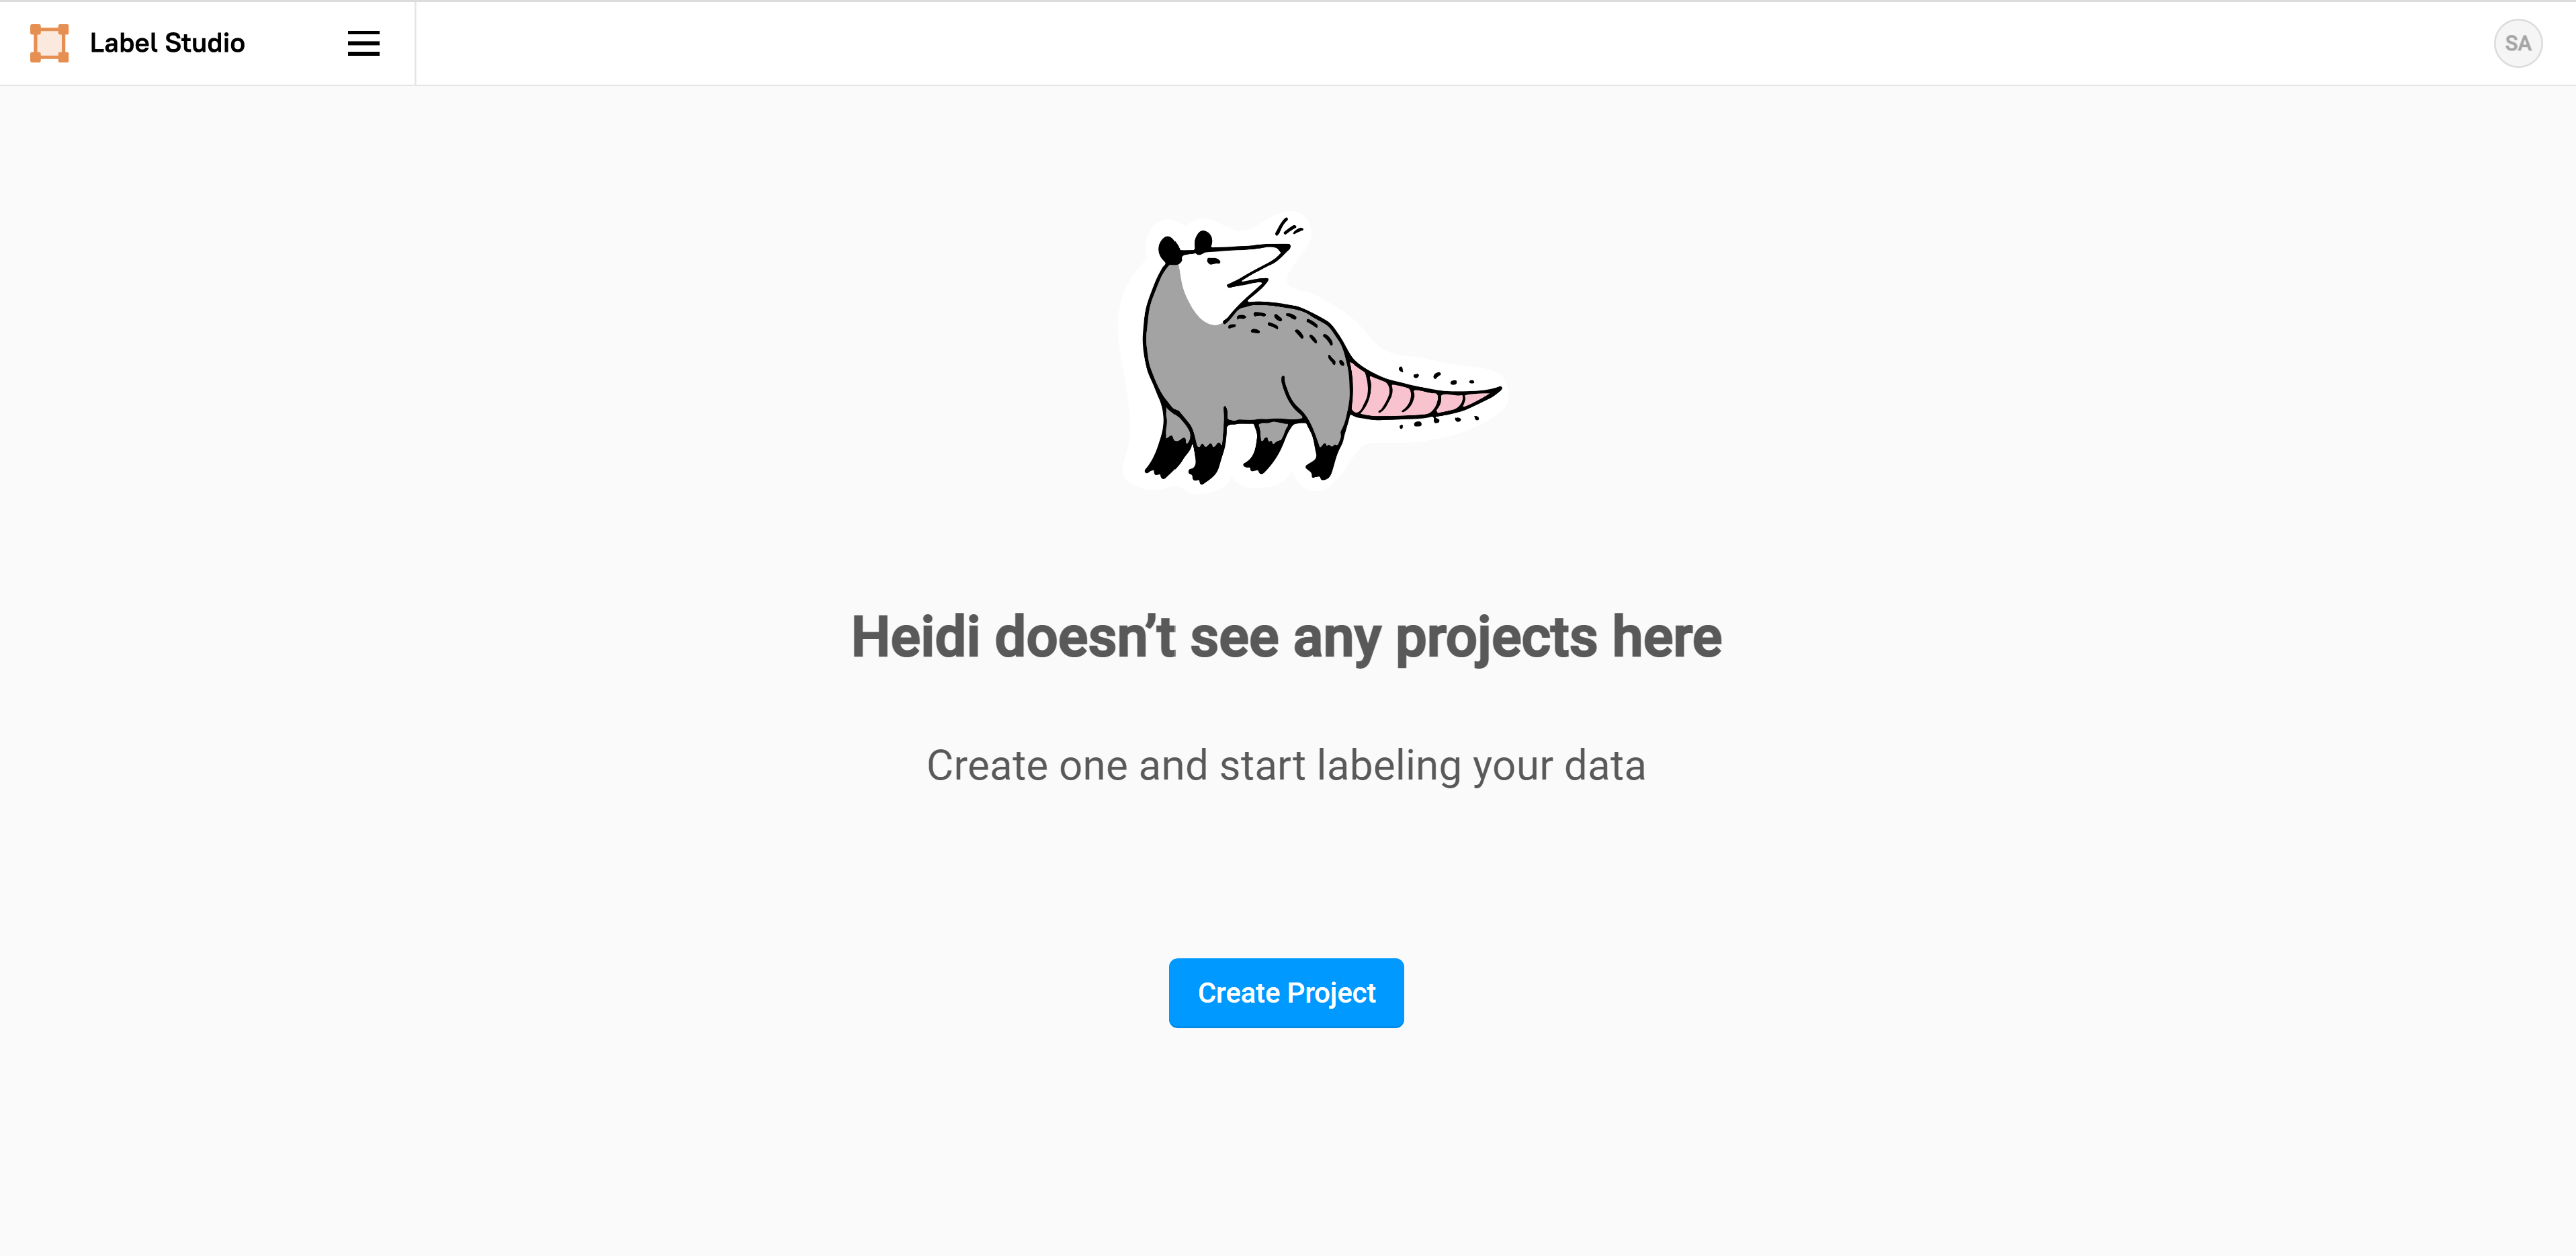 Label Studio
SA
Heidi doesn’t see any projects here
Create one and start labeling your data
Create Project